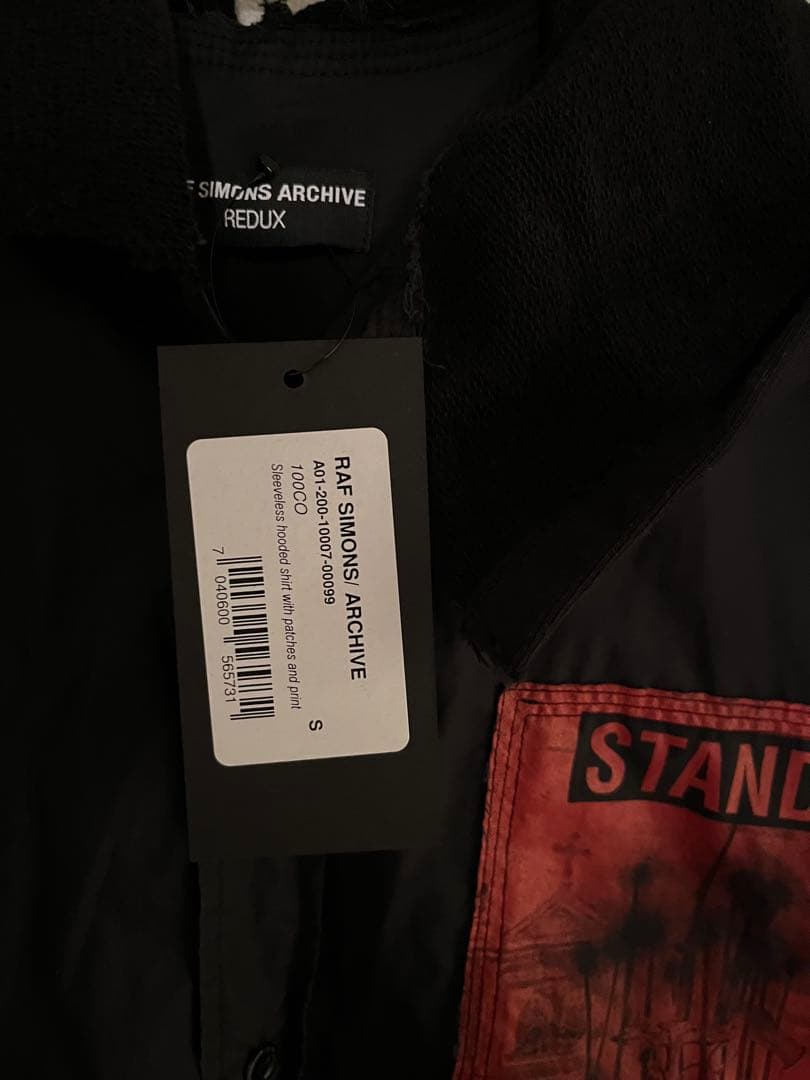 F SIMONS ARCHIVE
REDUX
RAF SIMONS/ ARCHIVE
A01-200-10007-00099
100CO
Sleeveless hooded shirt with patches and print
S
7 040600 565731
STAND